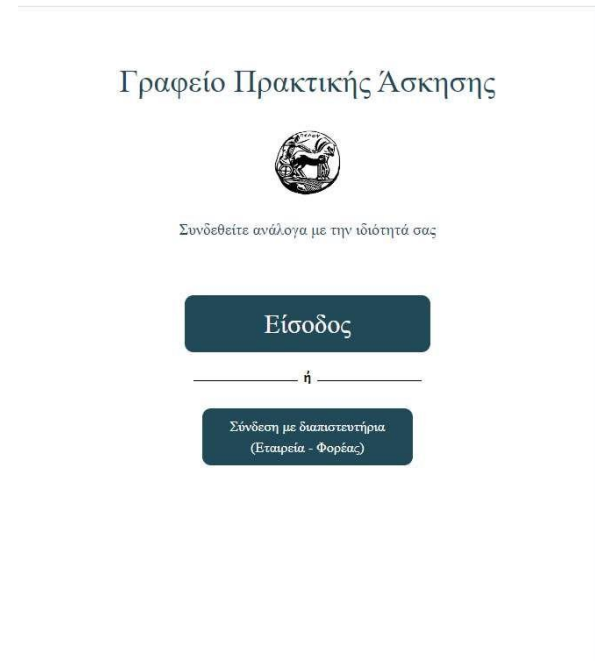 Γραφείο Πρακτικής Άσκησης
Συνδεθείτε ανάλογα με την ιδιότητά σας
Είσοδος
ή
Σύνδεση με διαπιστευτήρια
(Εταιρεία - Φορέας)